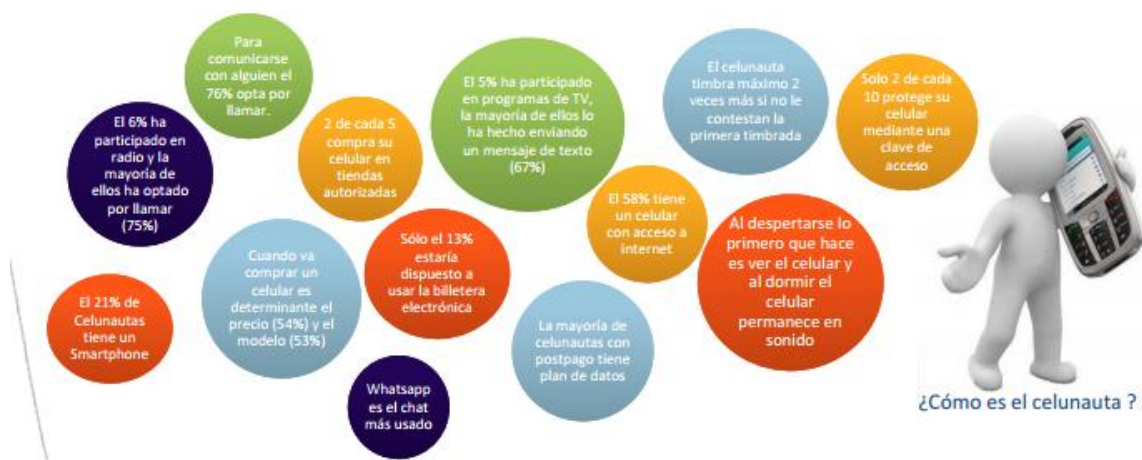 Para
comunicarse
con alguien el
76% opta por
llamar.
El 5% ha participado
en programas de TV,
la mayoría de ellos lo
ha hecho enviando
un mensaje de texto
(67%)
El celunauta
timbra máximo 2
veces más si no le
contestan la
primera timbrada
Solo 2 de cada
10 protege su
celular
mediante una
clave de
acceso
El 6% ha
participado en
radio y la
mayoría de
ellos ha optado
por llamar
(75%)
2 de cada 5
compra su
celular en
tiendas
autorizadas
El 58% tiene
un celular
con acceso a
internet
Al despertarse lo
primero que hace
es ver el celular y
al dormir el
celular
permanece en
sonido
Cuando va
comprar un
celular es
determinante el
precio (54%) y el
modelo (53%)
Sólo el 13%
estaría
dispuesto a
usar la billetera
electrónica
El 21% de
Celunautas
tiene un
Smartphone
La mayoría de
celunautas con
postpago tiene
plan de datos
Whatsapp
es el chat
más usado
¿Cómo es el celunauta ?